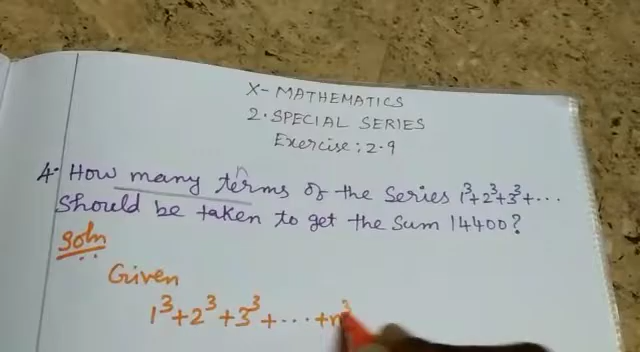 X- MATHEMATICS
2. SPECIAL SERIES
Exercise: 2.9
n
4. How many terms of the Series 1³+2³+3³+...
Should be taken to get the Sum 14400?
Soln
Given
1³+2³+3³+...+n³